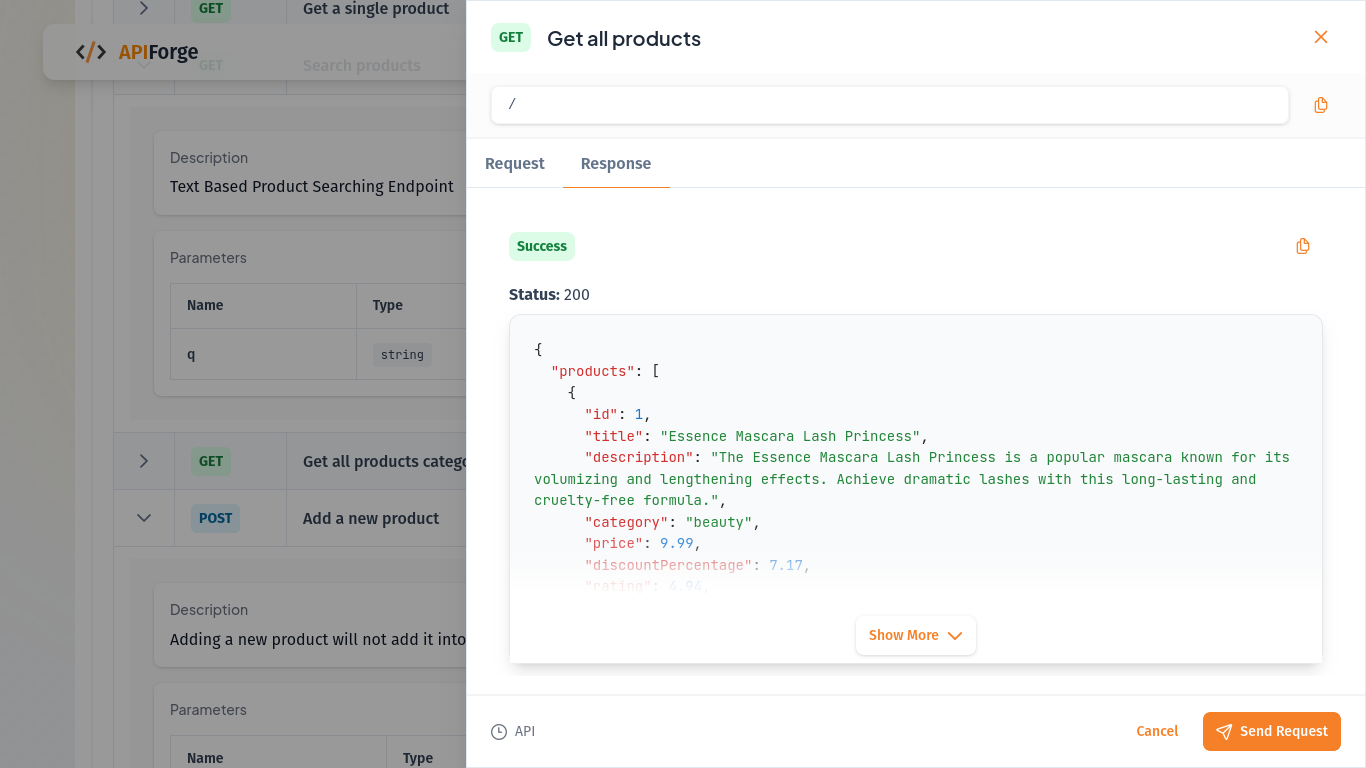 GET Get a single product
APIForge
GET Search products
Description
Text Based Product Searching Endpoint
Parameters
Name Type
q string
GET Get all products catego
POST Add a new product
Description
Adding a new product will not add it into
Parameters
Name Type
GET Get all products
/
Request Response
Success
Status: 200
{
"products": [
{
"id": 1,
"title": "Essence Mascara Lash Princess",
"description": "The Essence Mascara Lash Princess is a popular mascara known for its
volumizing and lengthening effects. Achieve dramatic lashes with this long-lasting and
cruelty-free formula.",
"category": "beauty",
"price": 9.99,
"discountPercentage": 7.17,
"rating": 4.94,
Show More
API
Cancel
Send Request